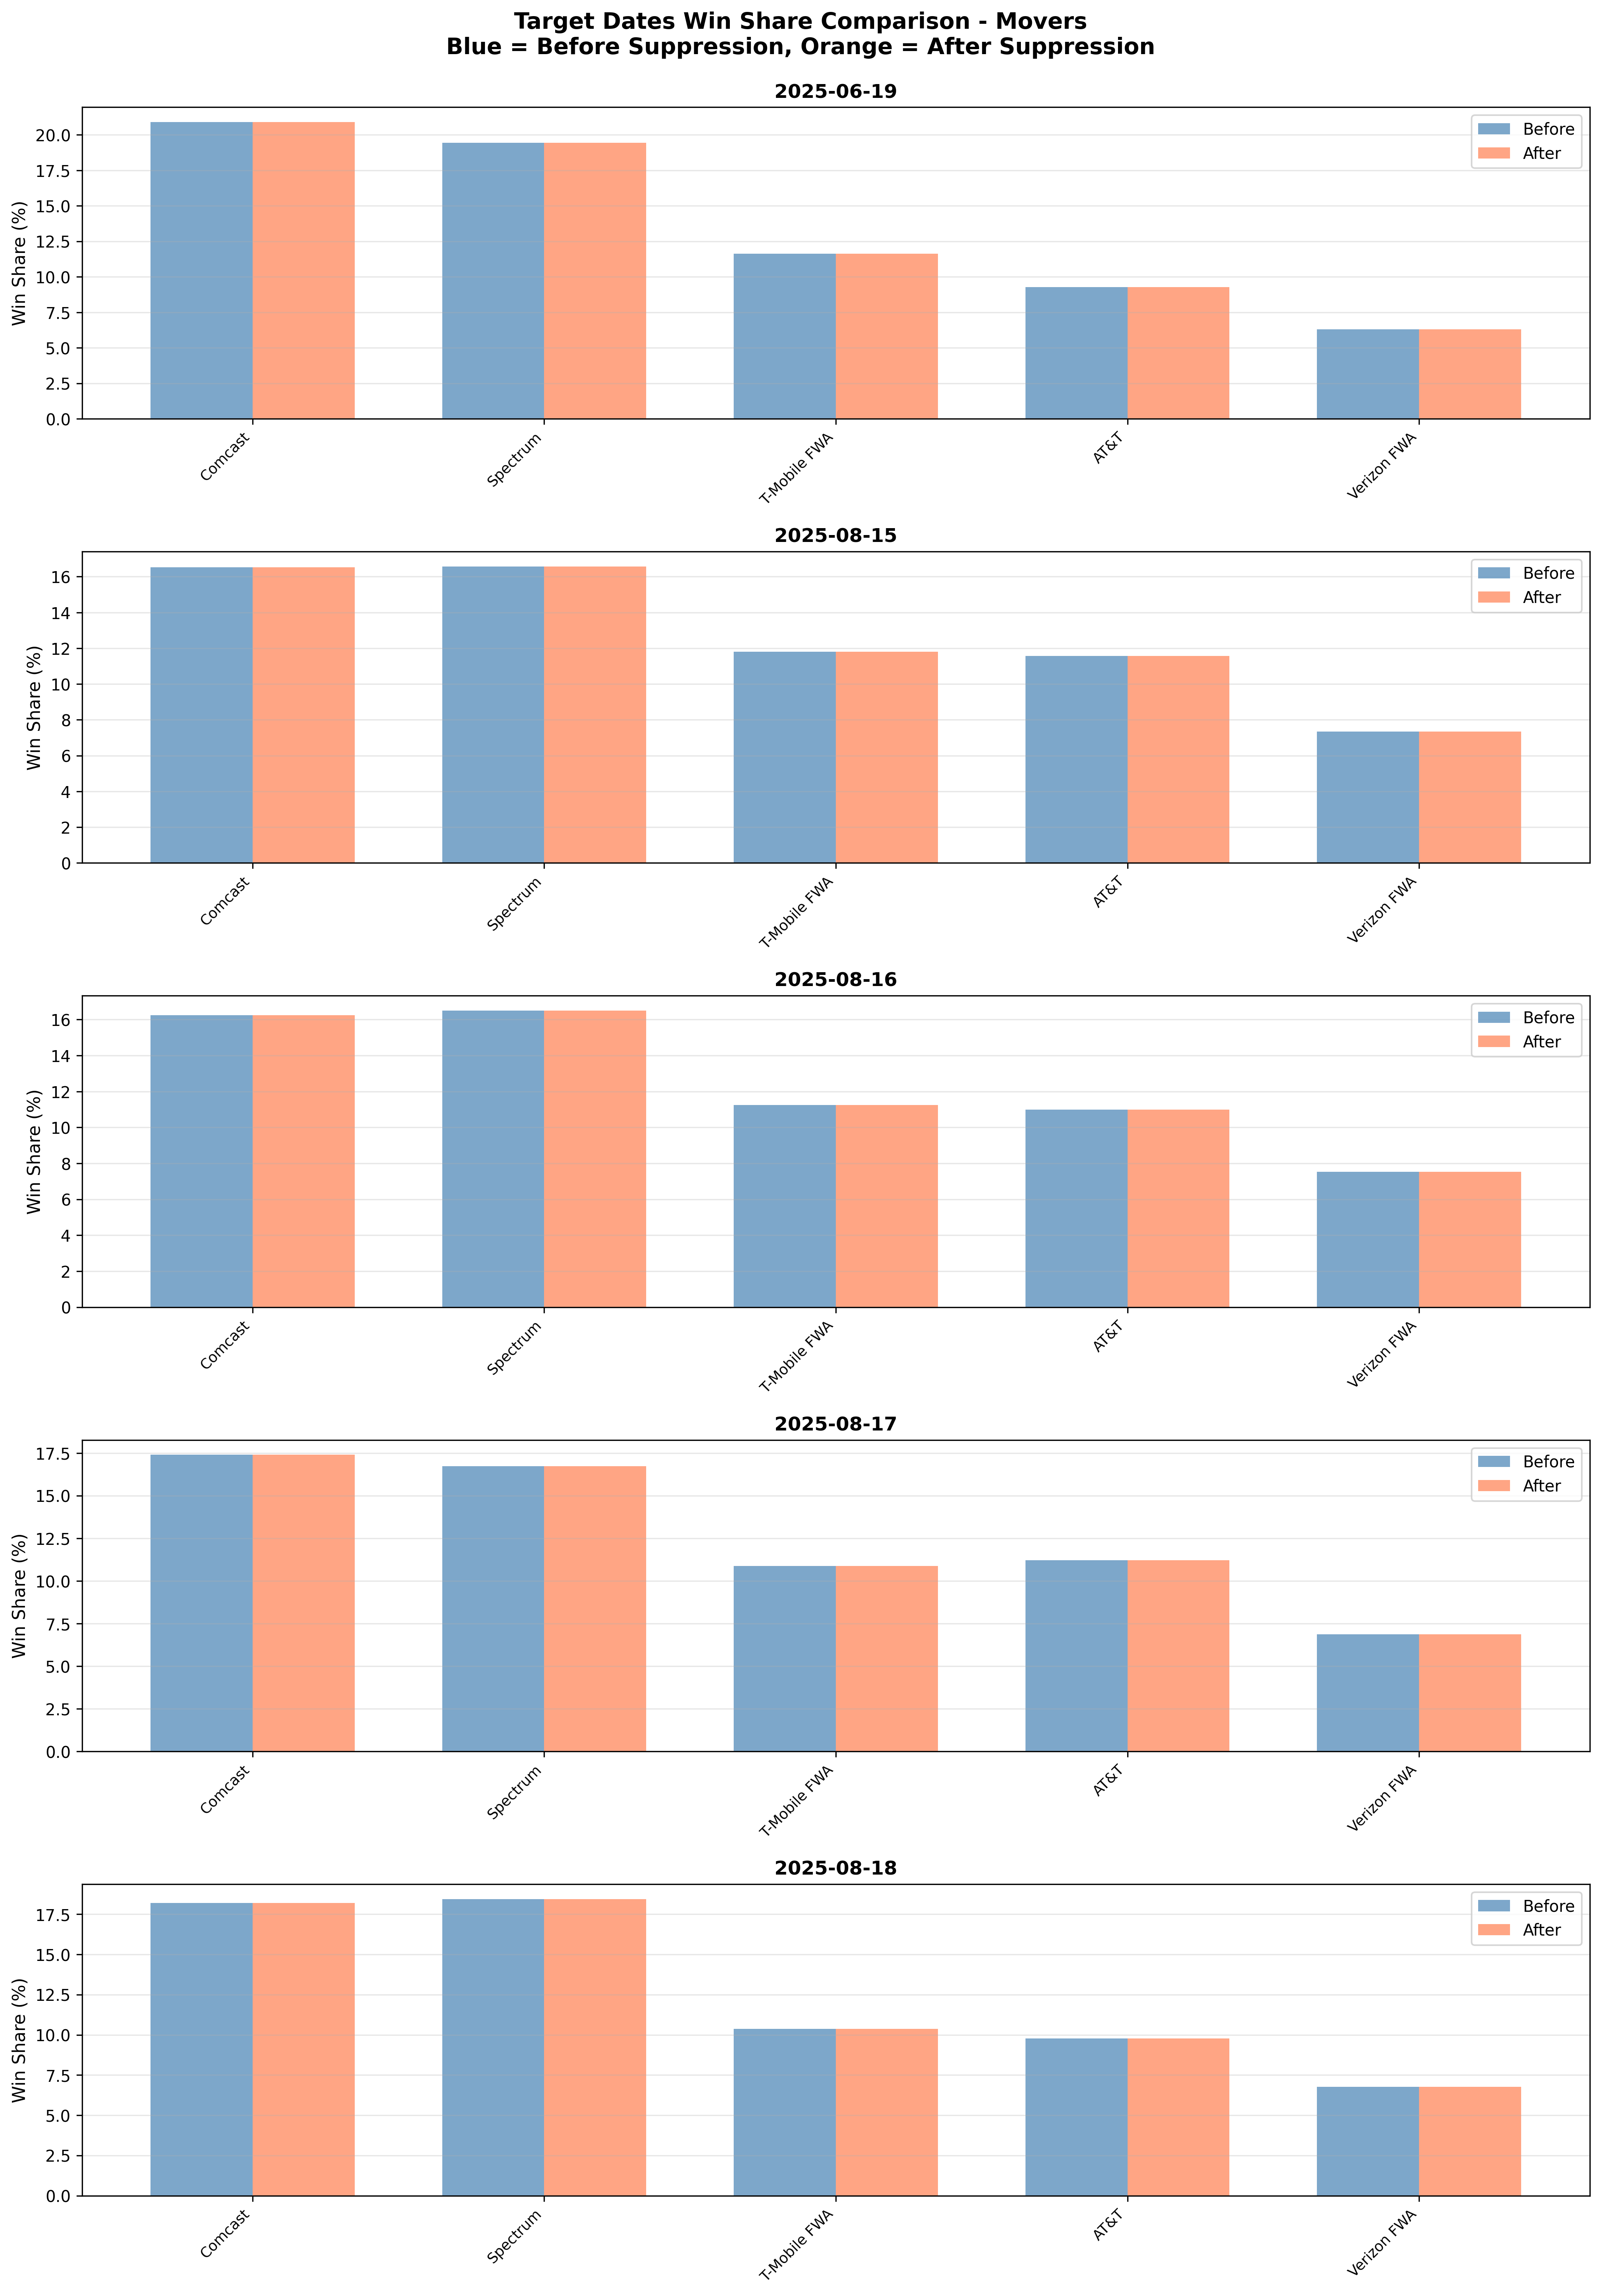 Target Dates Win Share Comparison - Movers
Blue = Before Suppression, Orange = After Suppression
2025-06-19
Win Share (%)
20.0
17.5
15.0
12.5
10.0
7.5
5.0
2.5
0.0
Before
After
Comcast
Spectrum
T-Mobile FWA
AT&T
Verizon FWA
2025-08-15
Win Share (%)
16
14
12
10
8
6
4
2
0
Before
After
Comcast
Spectrum
T-Mobile FWA
AT&T
Verizon FWA
2025-08-16
Win Share (%)
16
14
12
10
8
6
4
2
0
Before
After
Comcast
Spectrum
T-Mobile FWA
AT&T
Verizon FWA
2025-08-17
Win Share (%)
17.5
15.0
12.5
10.0
7.5
5.0
2.5
0.0
Before
After
Comcast
Spectrum
T-Mobile FWA
AT&T
Verizon FWA
2025-08-18
Win Share (%)
17.5
15.0
12.5
10.0
7.5
5.0
2.5
0.0
Before
After
Comcast
Spectrum
T-Mobile FWA
AT&T
Verizon FWA